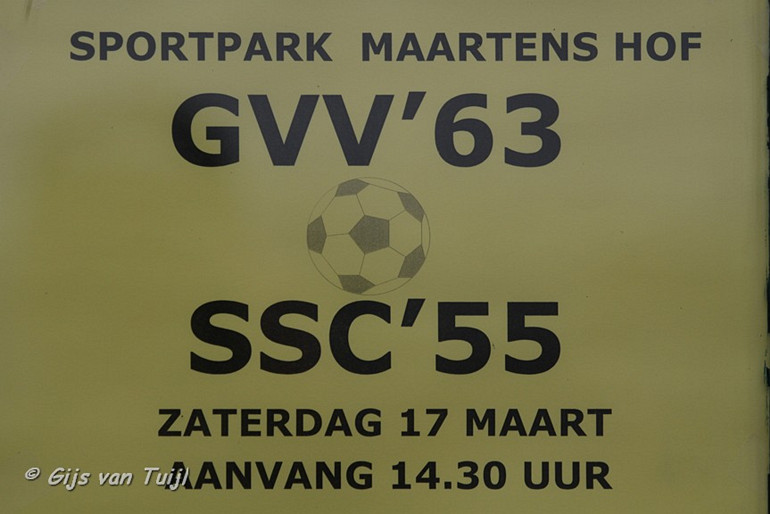 SPORTPARK MAARTENS HOF
GVV'63
SSC'55
ZATERDAG 17 MAART
AANVANG 14.30 UUR
© Gijs van Tuijl